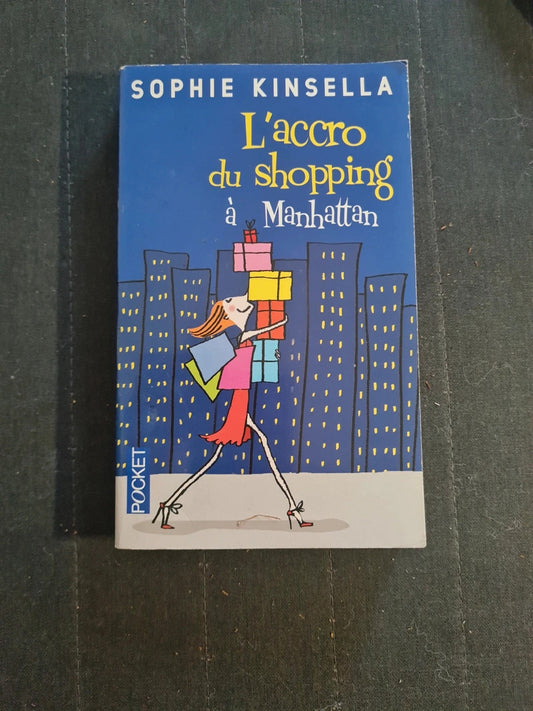 SOPHIE KINSELLA
L'accro
du shopping
à Manhattan
POCKET